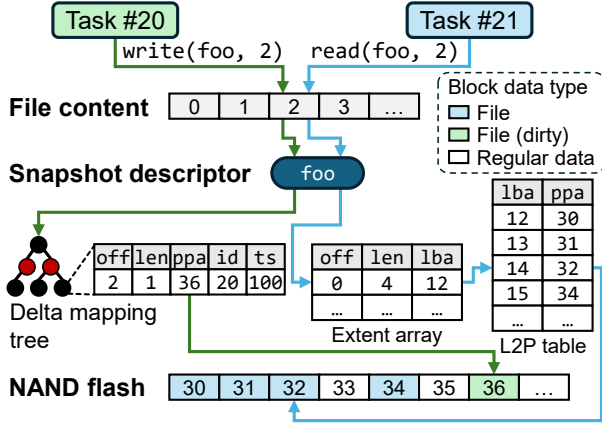 Task #20 Task #21
write(foo, 2) read(foo, 2)
File content 0 1 2 3 ...
Block data type
File
File (dirty)
Regular data
Snapshot descriptor foo
off len ppa id ts
2 1 36 20 100
Delta mapping
tree
off len lba
0 4 12
... ... ...
Extent array
lba ppa
12 30
13 31
14 32
15 34
... ...
L2P table
NAND flash 30 31 32 33 34 35 36 ...